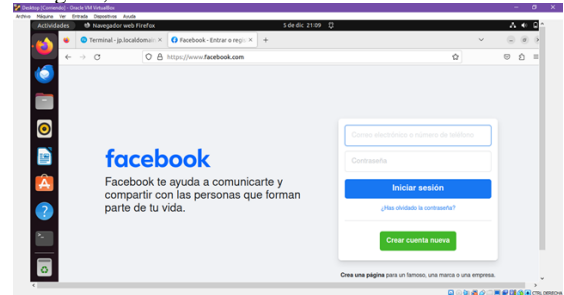 Desktop [Corriendo] - Oracle VM VirtualBox
Archivo Máquina Ver Entrada Dispositivos Ayuda
Actividades Navegador web Firefox 5 de dic 21:09
Terminal - jp.localdomain × Facebook - Entrar o regis × +
https://www.facebook.com
Correo electrónico o número de teléfono
facebook
Contraseña
Facebook te ayuda a comunicarte y
compartir con las personas que forman
parte de tu vida.
Iniciar sesión
¿Has olvidado la contraseña?
Crear cuenta nueva
Crea una página para un famoso, una marca o una empresa.
CTRL DERECHA